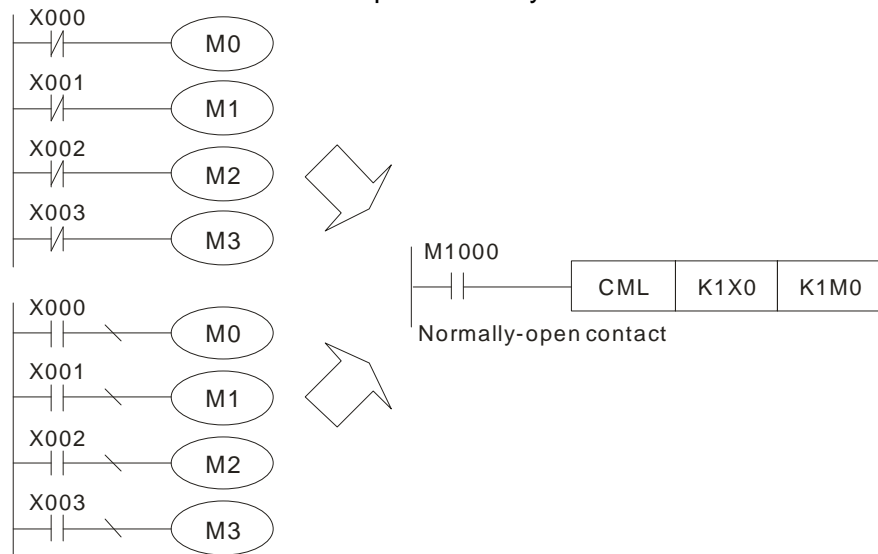 X000
M0
X001
M1
X002
M2
X003
M3
X000
M0
X001
M1
X002
M2
X003
M3
M1000
CML K1X0 K1M0
Normally-open contact